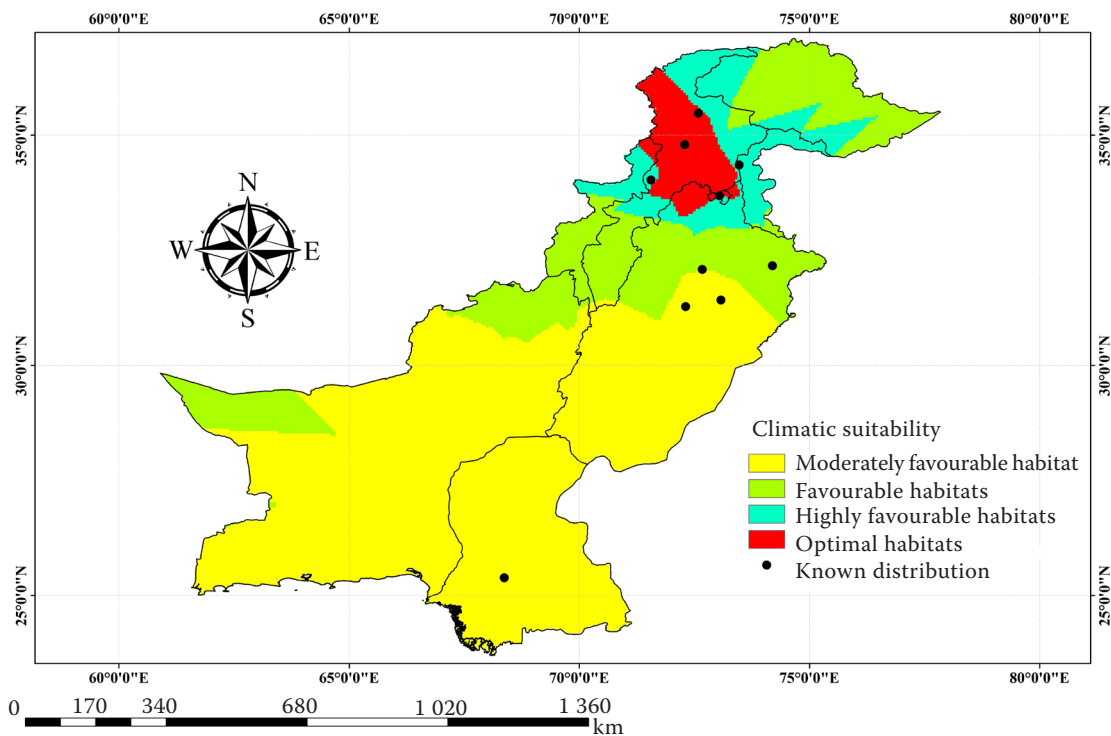 60°0'0"E 65°0'0"E 70°0'0"E 75°0'0"E 80°0'0"E
35°0'0"N 35°0'0"N
N
W E
S
30°0'0"N 30°0'0"N
Climatic suitability
Moderately favourable habitat
Favourable habitats
Highly favourable habitats
Optimal habitats
Known distribution
25°0'0"N 25°0'0"N
60°0'0"E 65°0'0"E 70°0'0"E 75°0'0"E 80°0'0"E
0 170 340 680 1 020 1 360
km